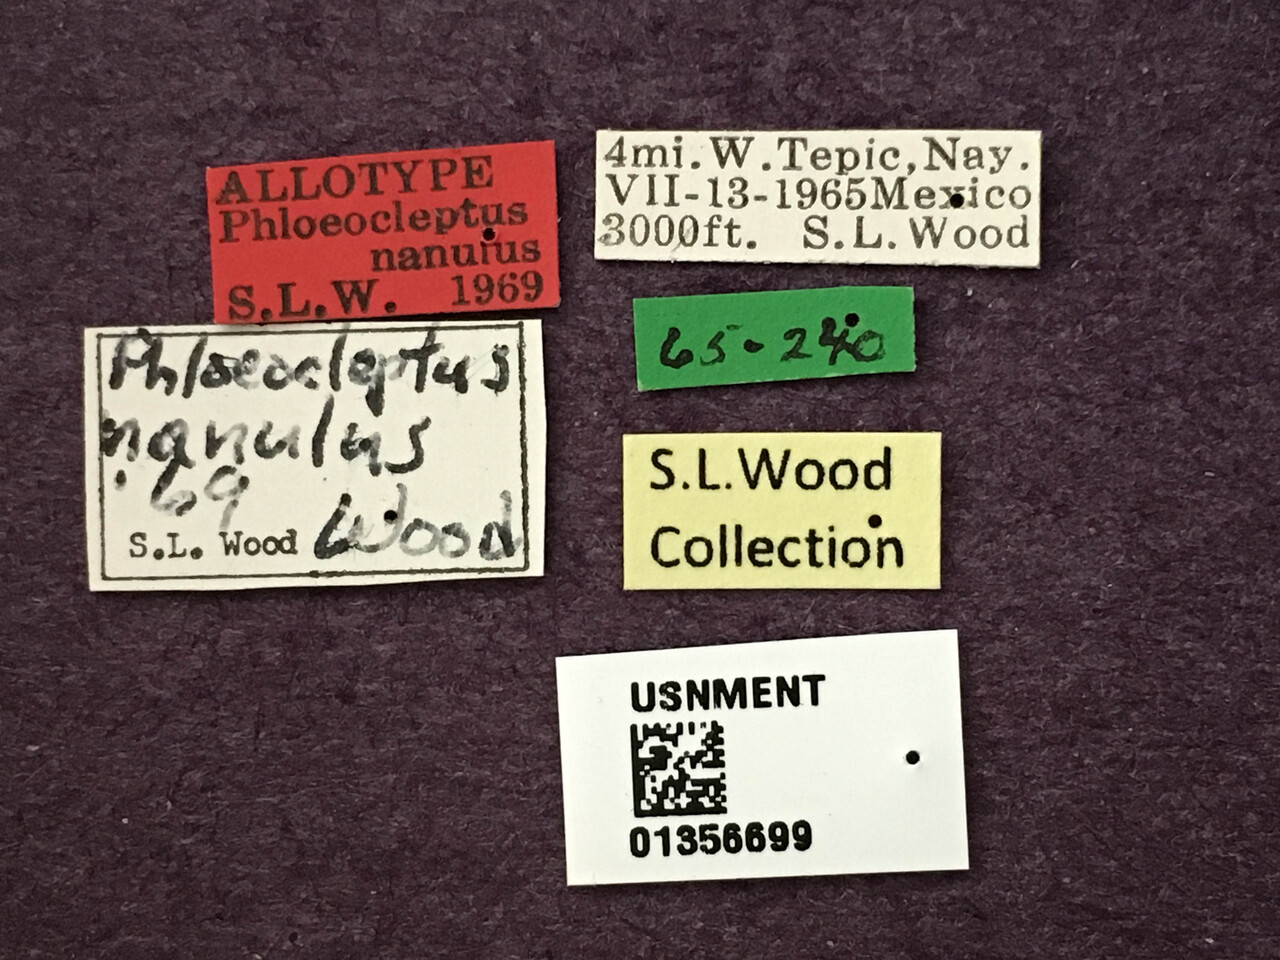 ALLOTYPE
Phloeocleptus
nanulus
S.L.W. 1969
4mi.W.Tepic,Nay.
VII-13-1965Mexico
3000ft. S.L.Wood
Phloeocleptus
nanulus
'69 Wood
S.L. Wood
65-240
S.L.Wood
Collection
USNMENT
01356699